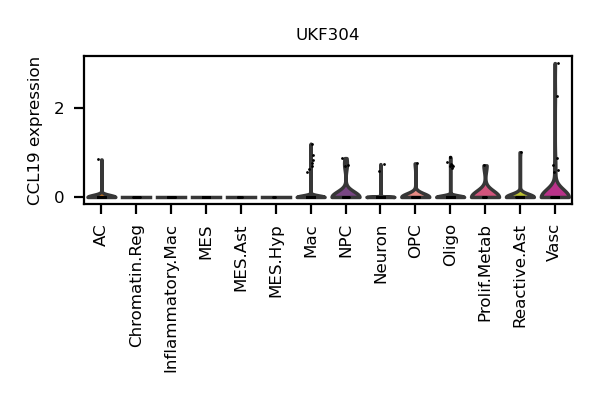 UKF304
CCL19 expression
2
0
AC
Chromatin.Reg
Inflammatory.Mac
MES
MES.Ast
MES.Hyp
Mac
NPC
Neuron
OPC
Oligo
Prolif.Metab
Reactive.Ast
Vasc